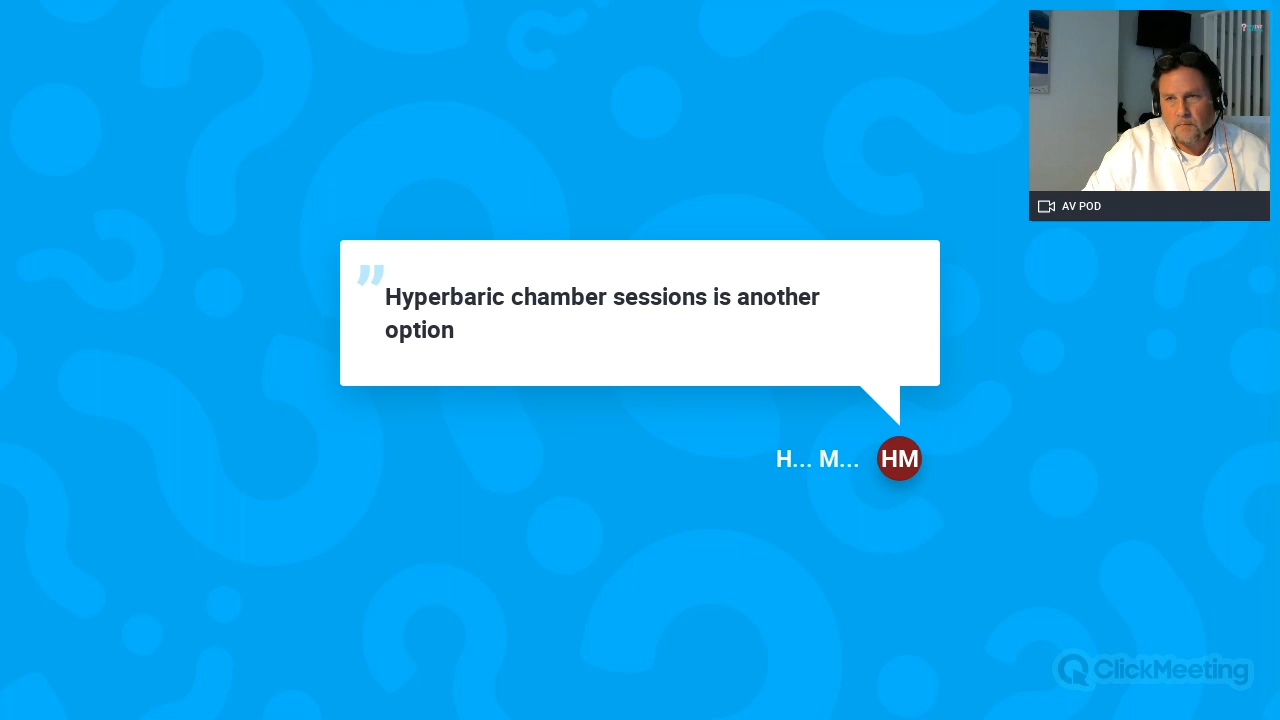 AV POD
”
Hyperbaric chamber sessions is another
option
H... M...
HM
ClickMeeting